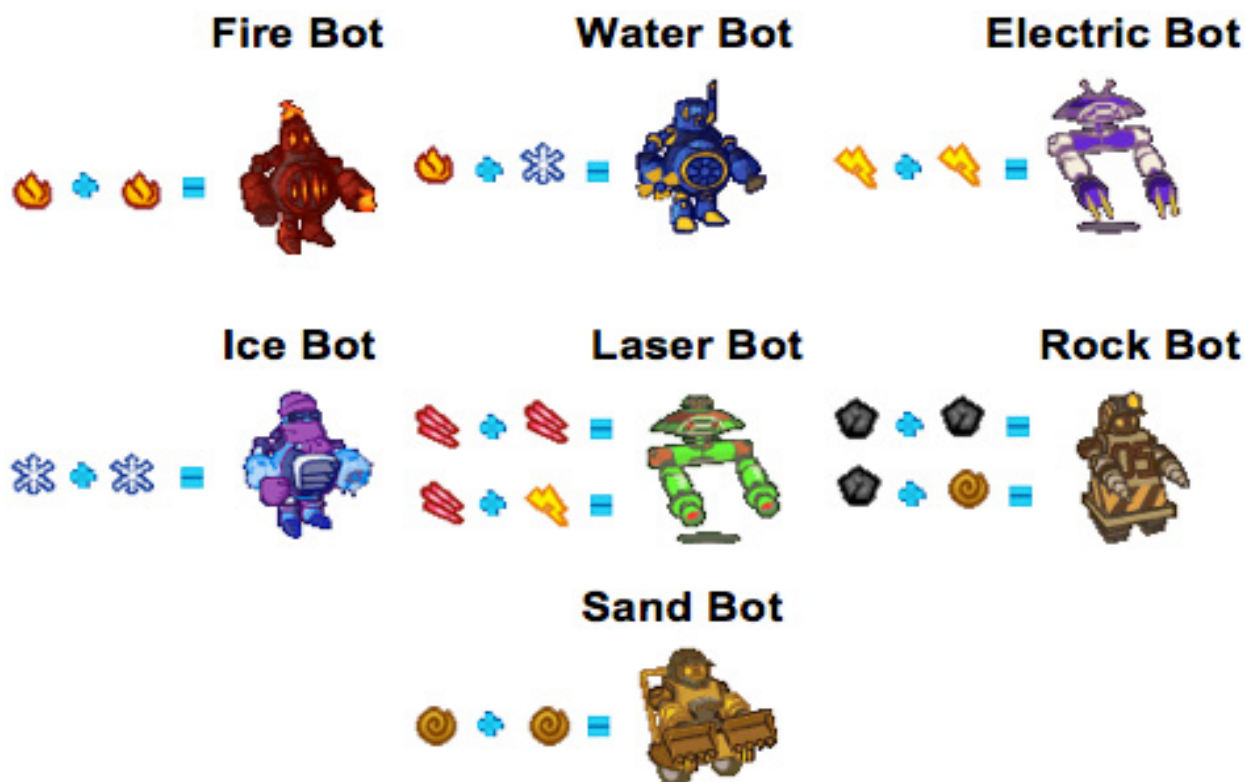 Fire Bot
Water Bot
Electric Bot
Ice Bot
Laser Bot
Rock Bot
Sand Bot